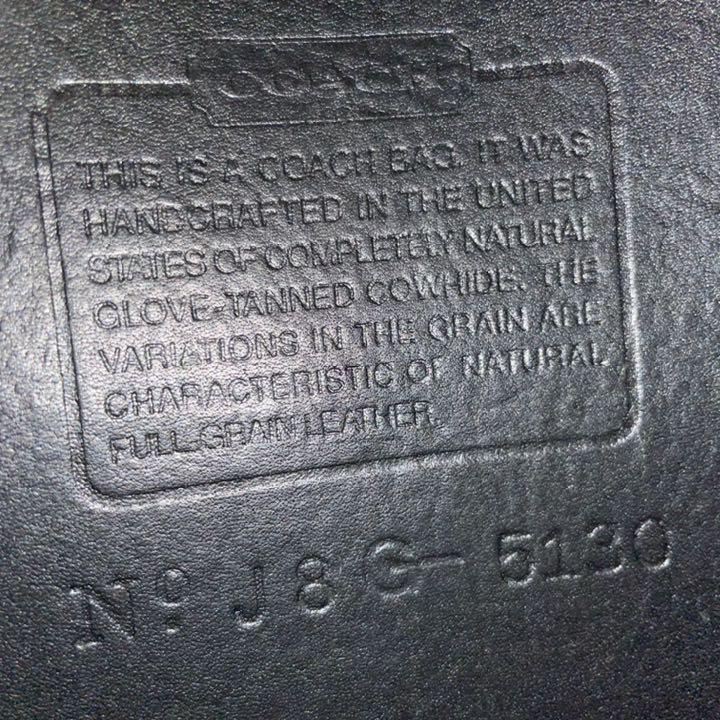 COACH
THIS IS A COACH BAG. IT WAS
HANDCRAFTED IN THE UNITED
STATES OF COMPLETELY NATURAL
GLOVE-TANNED COWHIDE. THE
VARIATIONS IN THE GRAIN ARE
CHARACTERISTIC OF NATURAL
FULL-GRAIN LEATHER.
Nº J8G-5130